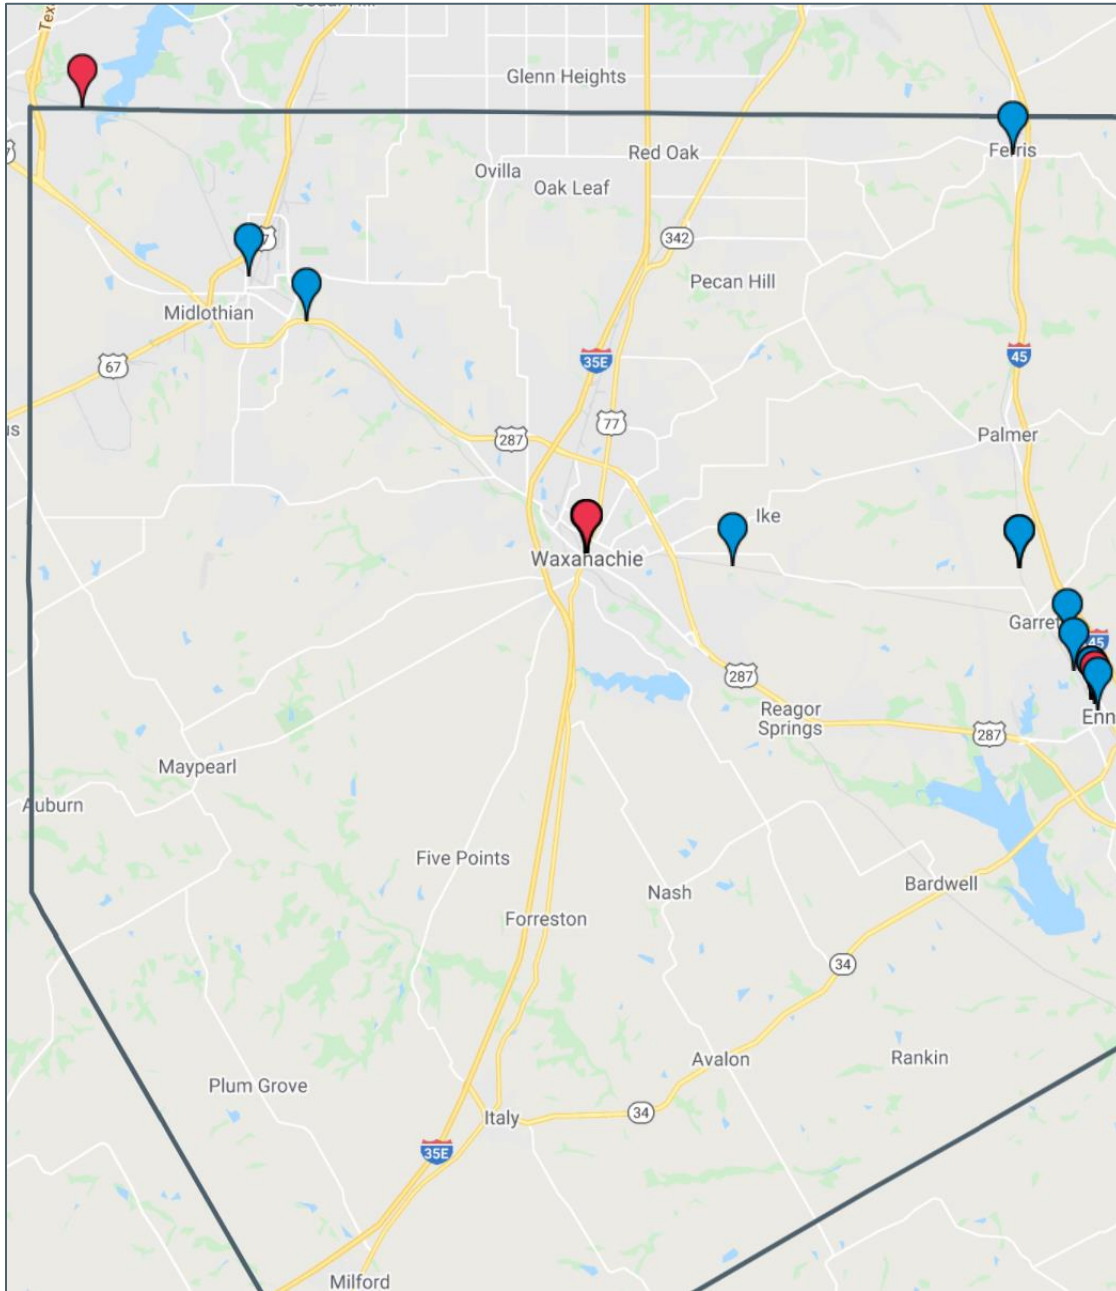 Glenn Heights
Red Oak
Ferris
Ovilla
Oak Leaf
342
Pecan Hill
Midlothian
67
35E
45
77
Palmer
287
Ike
Waxahachie
45
287
Reagor
Springs
287
Maypearl
Auburn
Five Points
Bardwell
Nash
Forreston
34
Avalon
Rankin
Plum Grove
Italy
34
35E
Milford